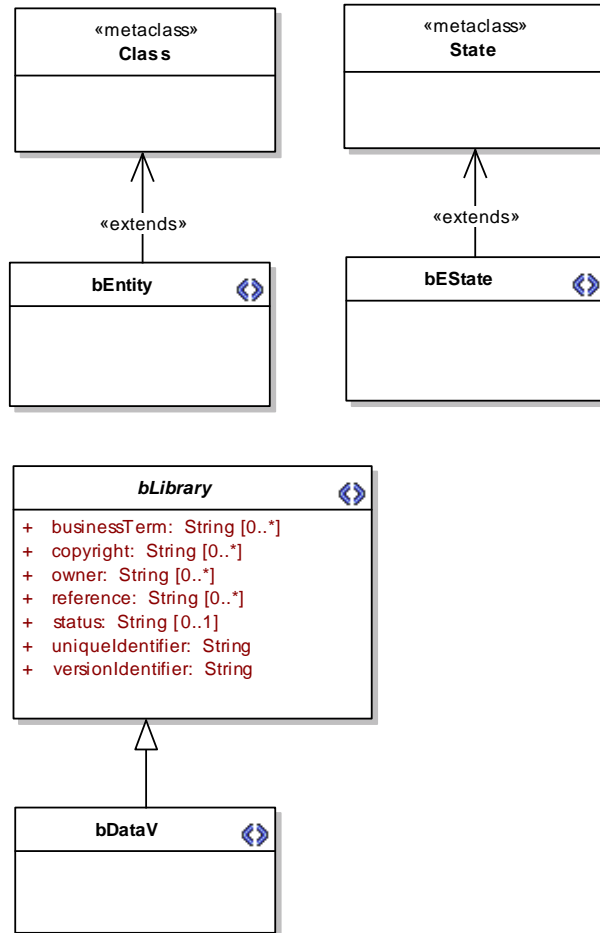 «metaclass»
Class
«metaclass»
State
«extends»
«extends»
bEntity
bEState
bLibrary
+ businessTerm: String [0..*]
+ copyright: String [0..*]
+ owner: String [0..*]
+ reference: String [0..*]
+ status: String [0..1]
+ uniqueIdentifier: String
+ versionIdentifier: String
bDataV